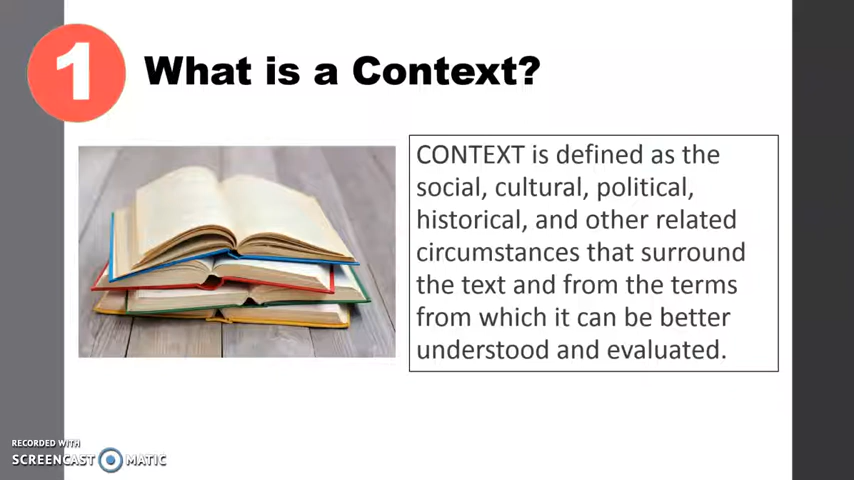 1
What is a Context?
CONTEXT is defined as the
social, cultural, political,
historical, and other related
circumstances that surround
the text and from the terms
from which it can be better
understood and evaluated.
RECORDED WITH
SCREENCAST MATIC